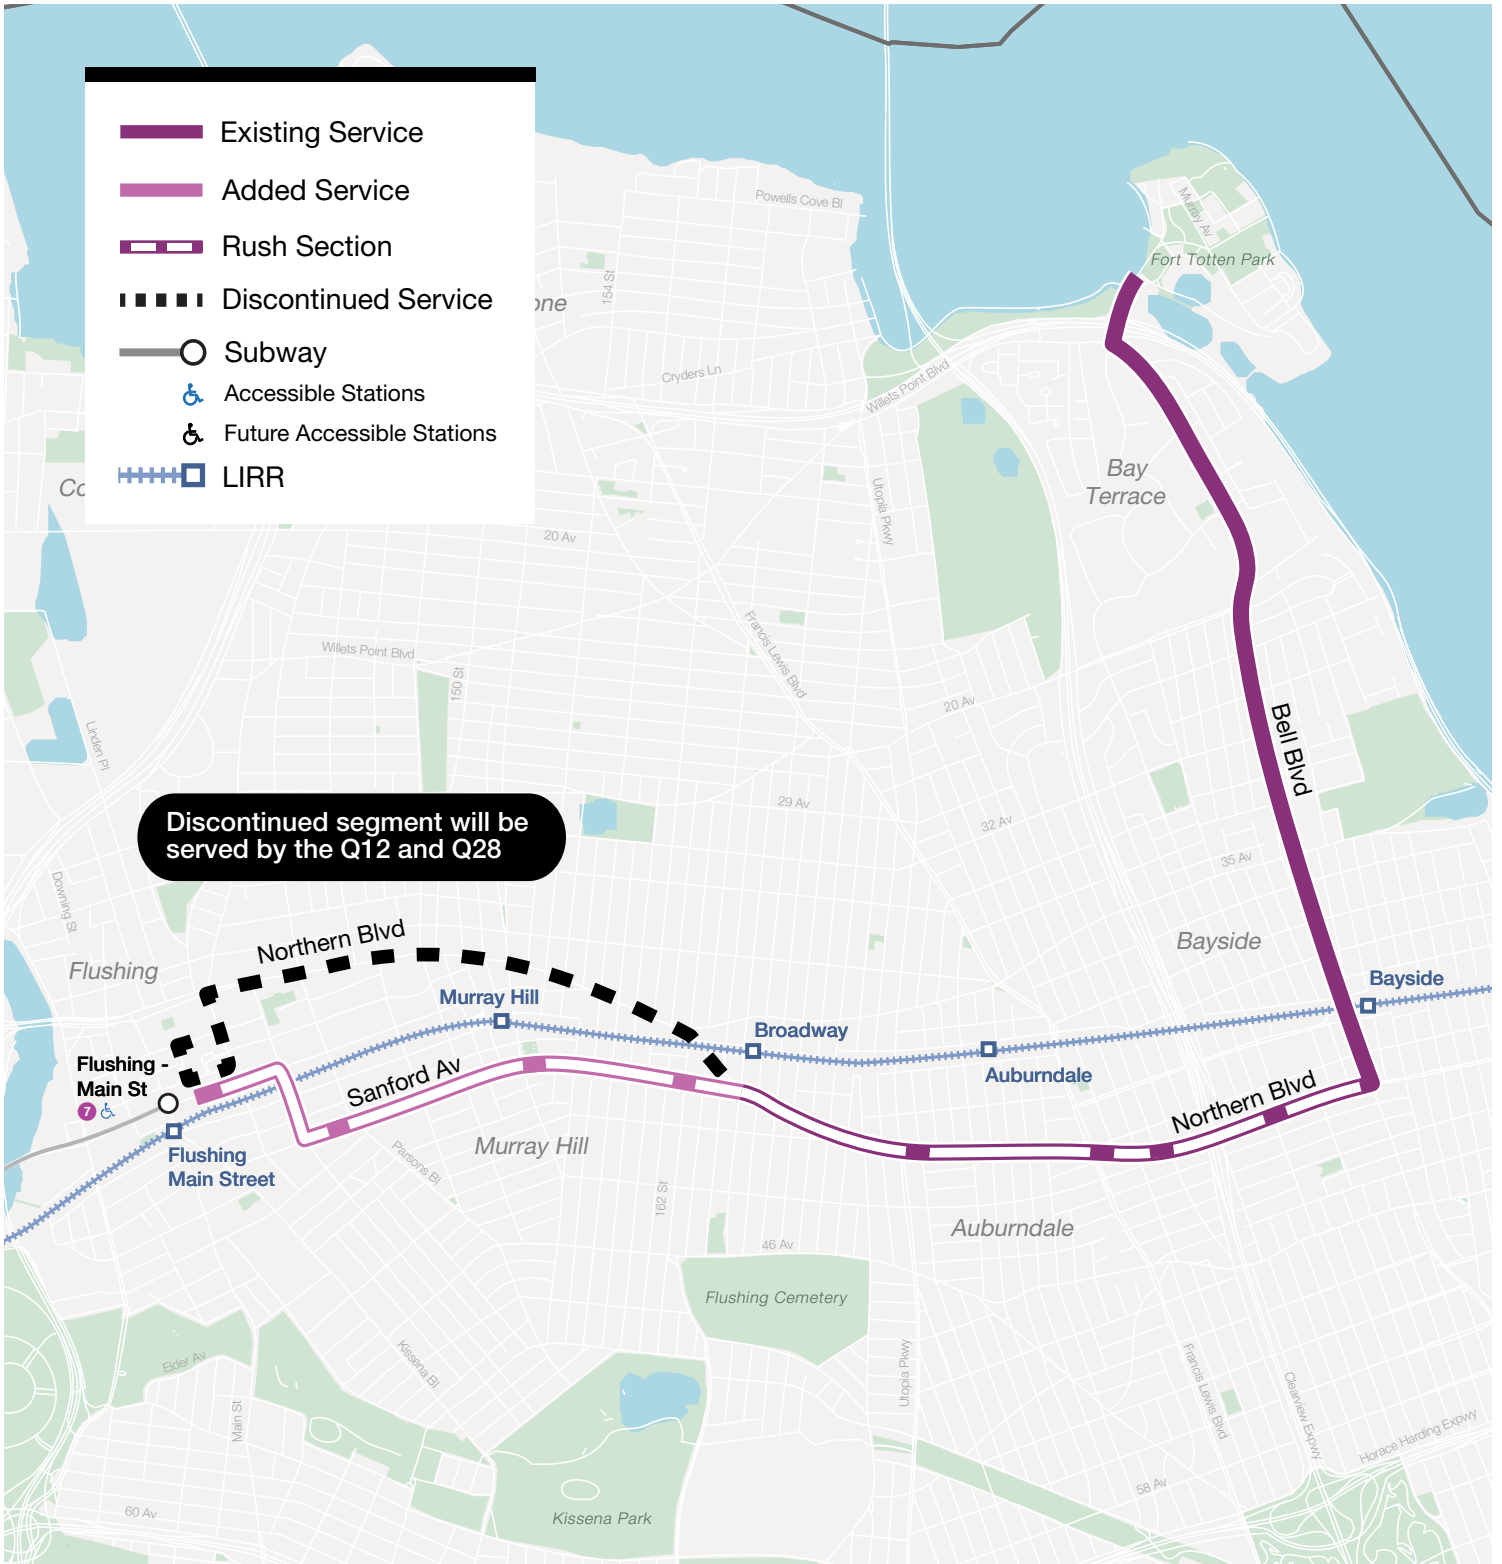 Existing Service
Added Service
Rush Section
Discontinued Service
Subway
Accessible Stations
Future Accessible Stations
LIRR
Powells Cove Bl
154 St
one
Murray Av
Fort Totten Park
Cryders Ln
Willets Point Blvd
Bay
Terrace
Co
Utopia Pkwy
20 Av
Francis Lewis Blvd
Willets Point Blvd
150 St
20 Av
Linden Pl
Bell Blvd
29 Av
32 Av
35 Av
Discontinued segment will be
served by the Q12 and Q28
Downing St
Northern Blvd
Flushing
Bayside
Bayside
Murray Hill
Broadway
Auburndale
Flushing -
Main St
7
Sanford Av
Northern Blvd
Flushing
Main Street
Parsons Bl
Murray Hill
162 St
46 Av
Auburndale
Flushing Cemetery
Elder Av
Kissena Bl
Utopia Pkwy
Francis Lewis Blvd
Clearview Expwy
Main St
Horace Harding Expwy
58 Av
60 Av
Kissena Park